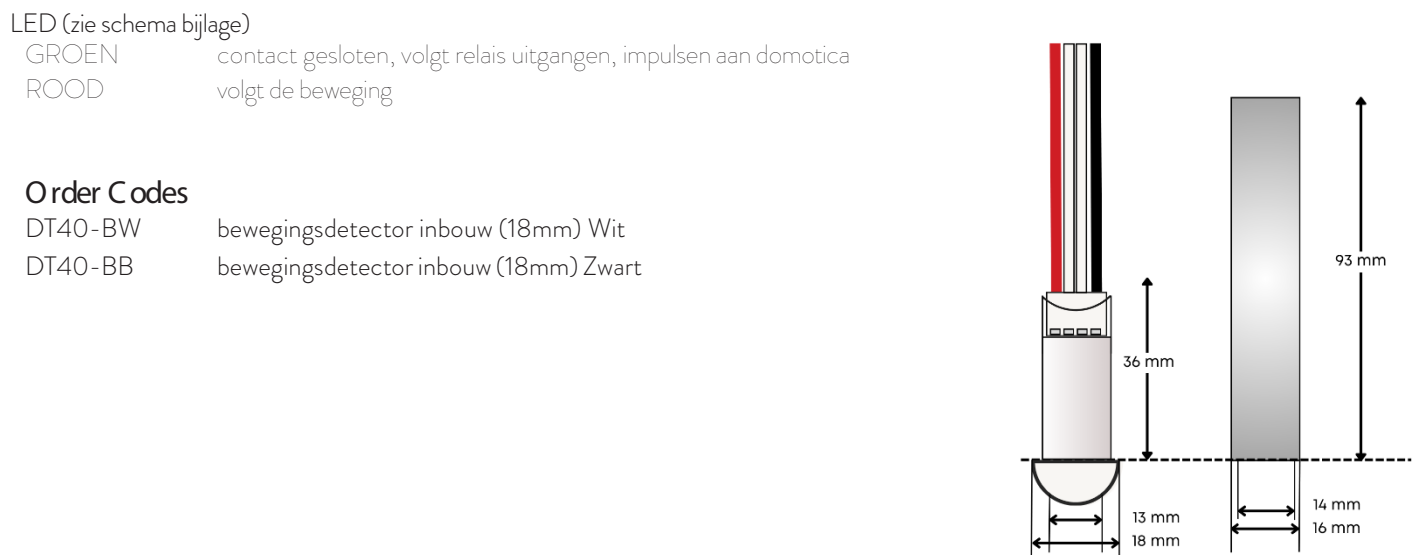 LED (zie schema bijlage)
GROEN contact gesloten, volgt relais uitgangen, impulsen aan domotica
ROOD volgt de beweging
Order Codes
DT40-BW bewegingsdetector inbouw (18mm) Wit
DT40-BB bewegingsdetector inbouw (18mm) Zwart
93 mm
36 mm
13 mm
18 mm
14 mm
16 mm